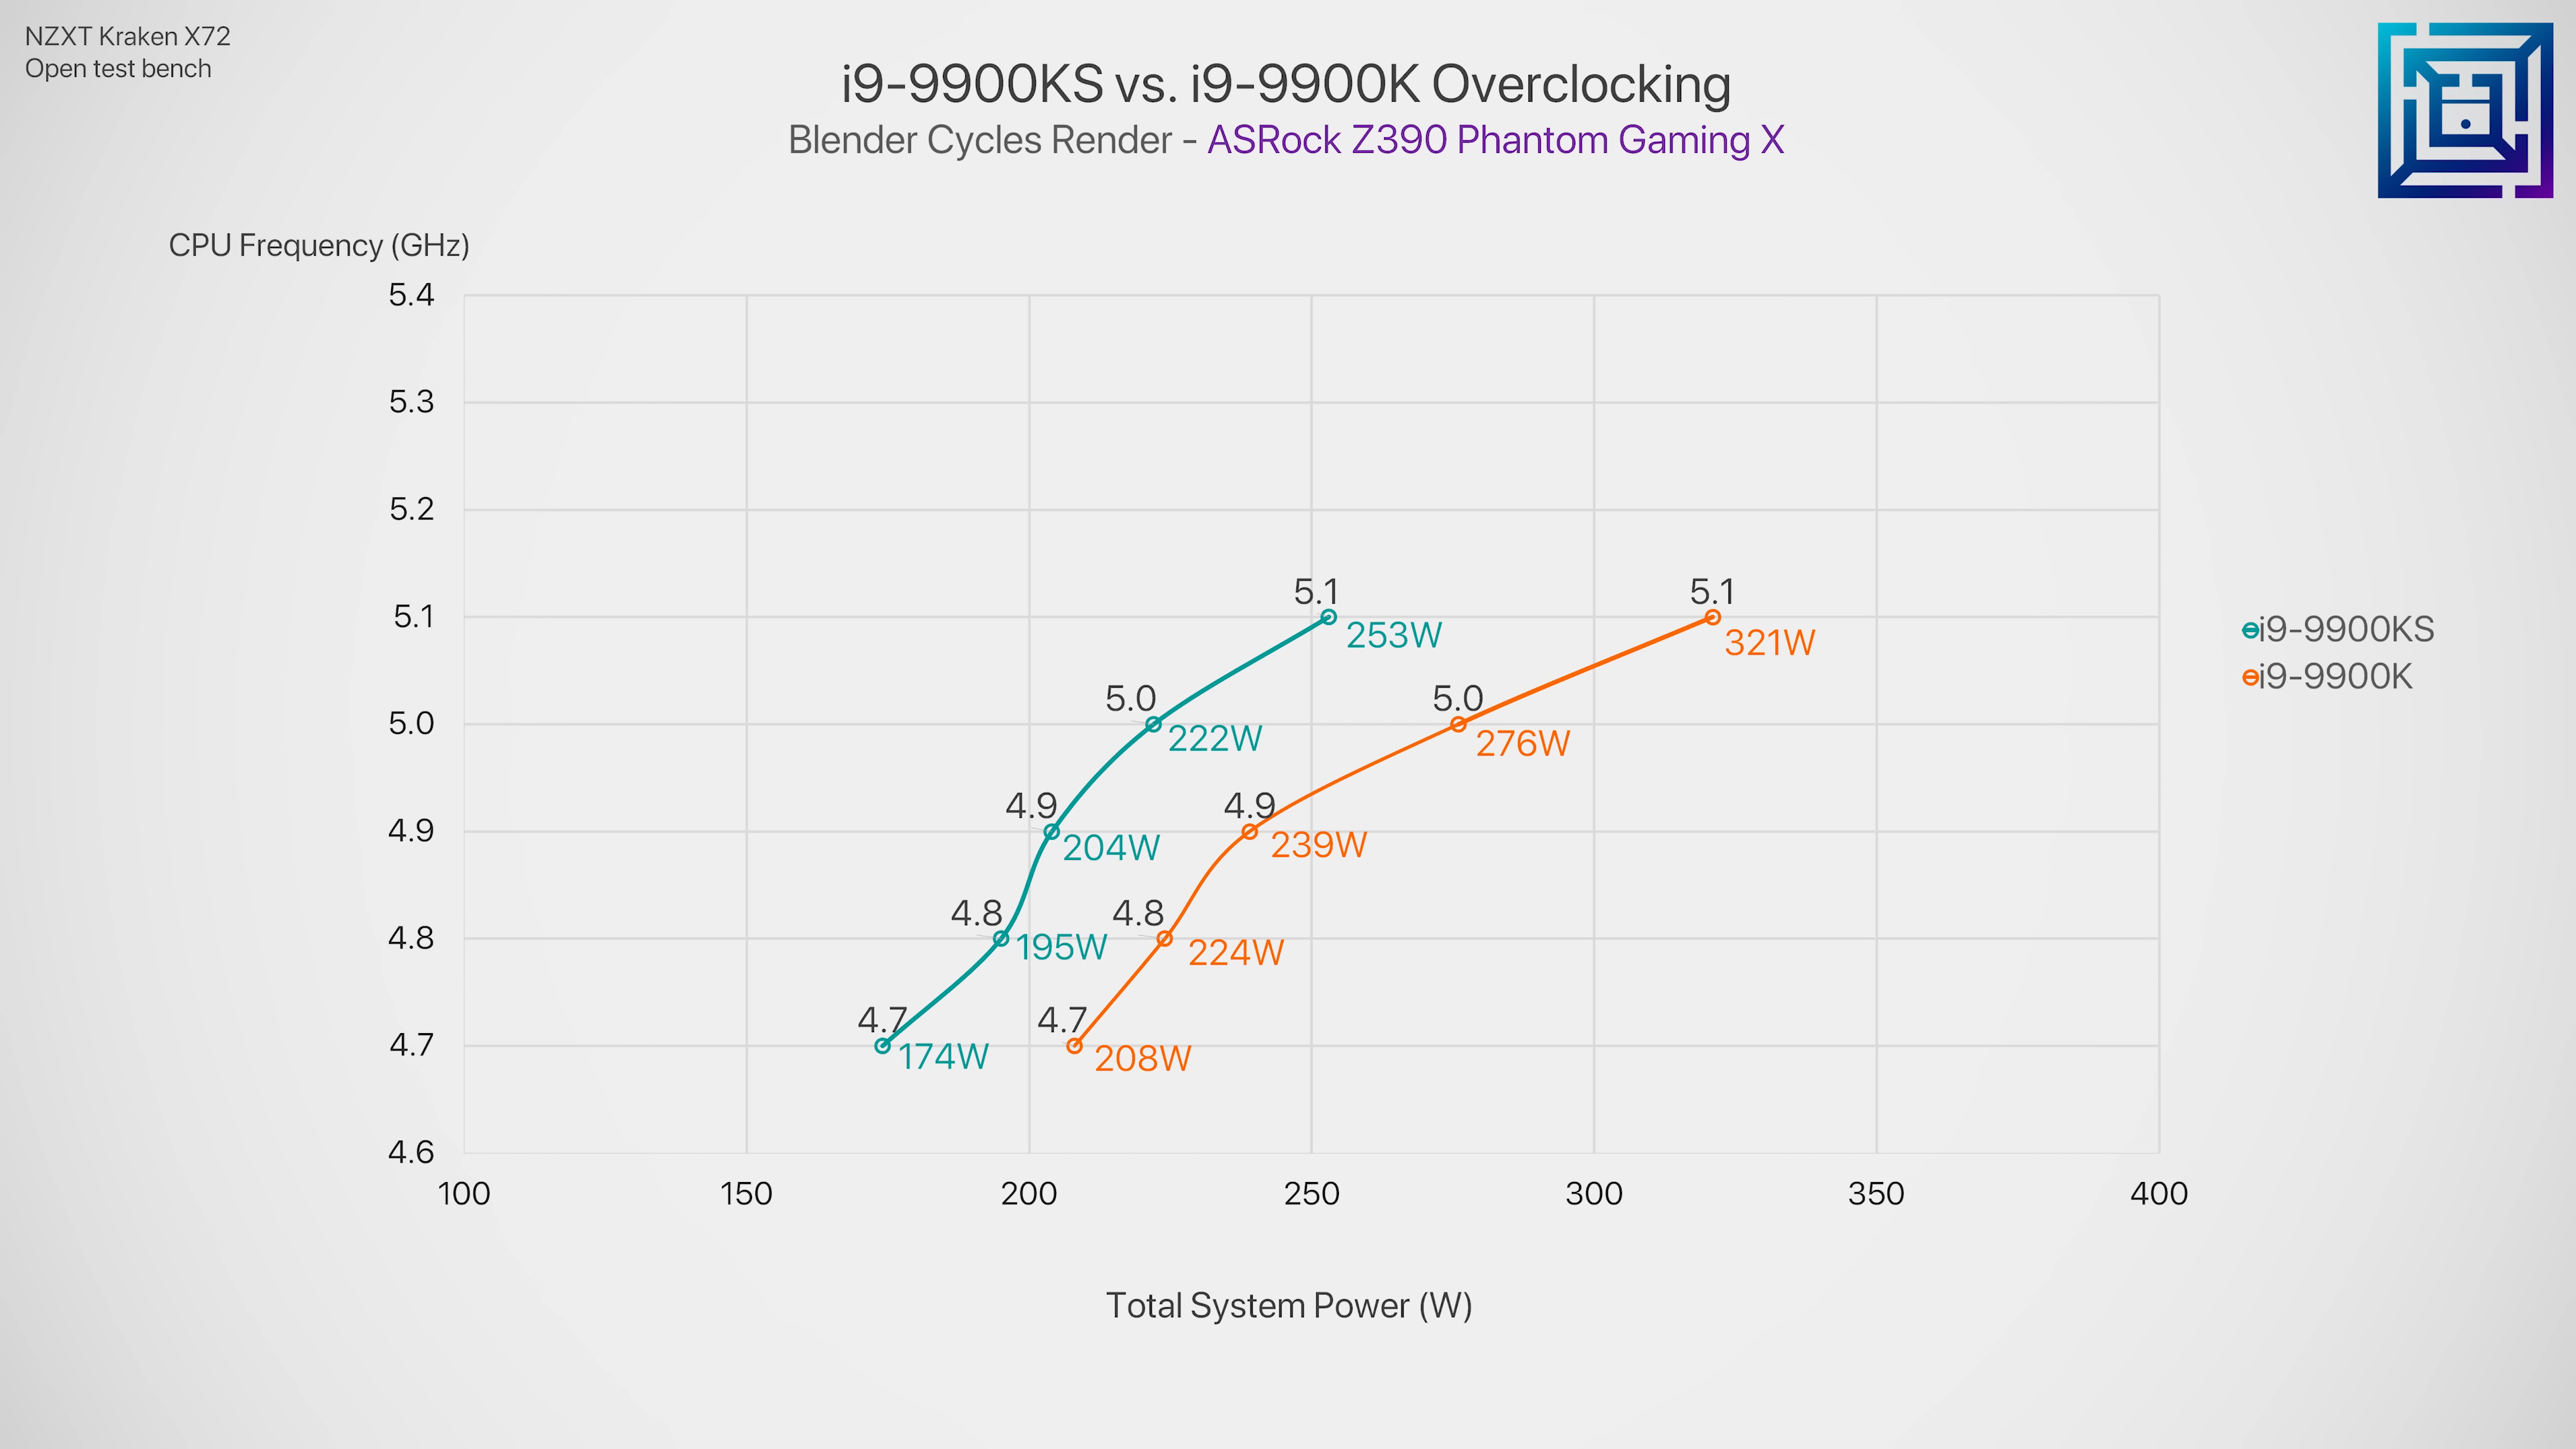 NZXT Kraken X72
Open test bench
i9-9900KS vs. i9-9900K Overclocking
Blender Cycles Render - ASRock Z390 Phantom Gaming X
CPU Frequency (GHz)
5.4
5.3
5.2
5.1
5.0
4.9
4.8
4.7
4.6
5.1
253W
5.1
321W
5.0
222W
5.0
276W
4.9
204W
4.9
239W
4.8
195W
4.8
224W
4.7
174W
4.7
208W
i9-9900KS
i9-9900K
100 150 200 250 300 350 400
Total System Power (W)